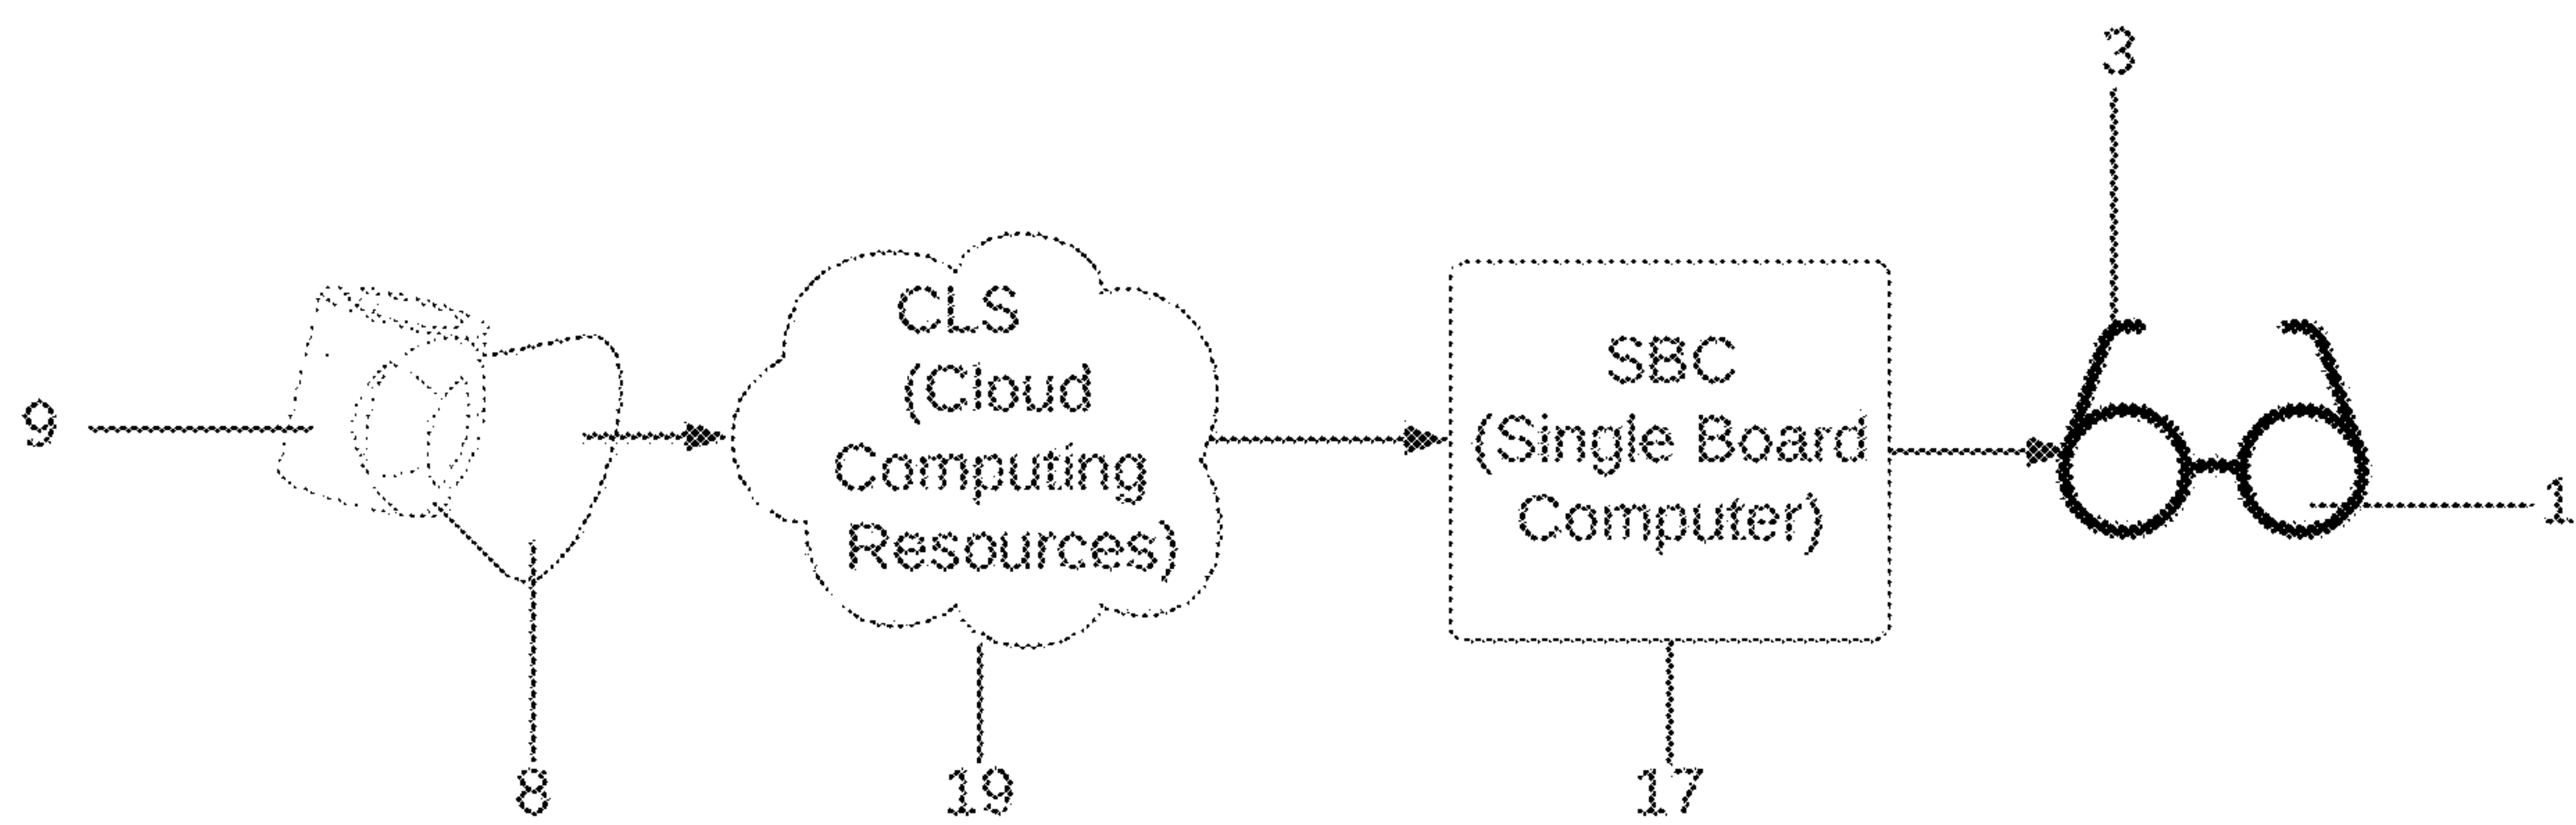 3
CLS
(Cloud
Computing
Resources)
SBC
(Single Board
Computer)
9
1
8
19
17